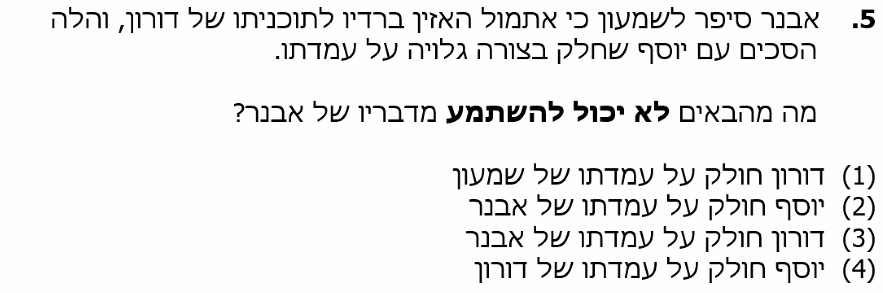 5. אבנר סיפר לשמעון כי אתמול האזין ברדיו לתוכניתו של דורון, והלה
הסכים עם יוסף שחלק בצורה גלויה על עמדתו.
מה מהבאים לא יכול להשתמע מדבריו של אבנר?
(1) דורון חולק על עמדתו של שמעון
(2) יוסף חולק על עמדתו של אבנר
(3) דורון חולק על עמדתו של אבנר
(4) יוסף חולק על עמדתו של דורון